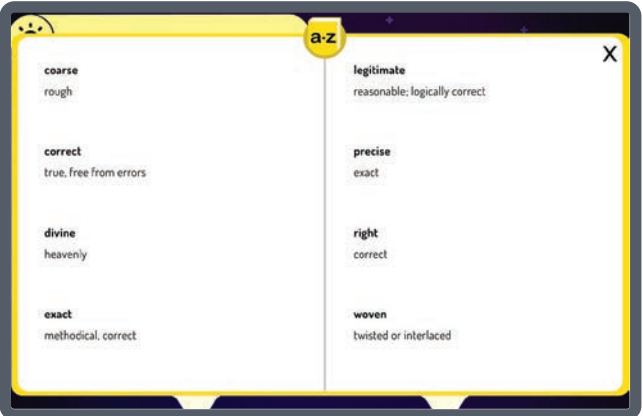 a-z
X
coarse
rough
correct
true, free from errors
divine
heavenly
exact
methodical, correct
legitimate
reasonable; logically correct
precise
exact
right
correct
woven
twisted or interlaced